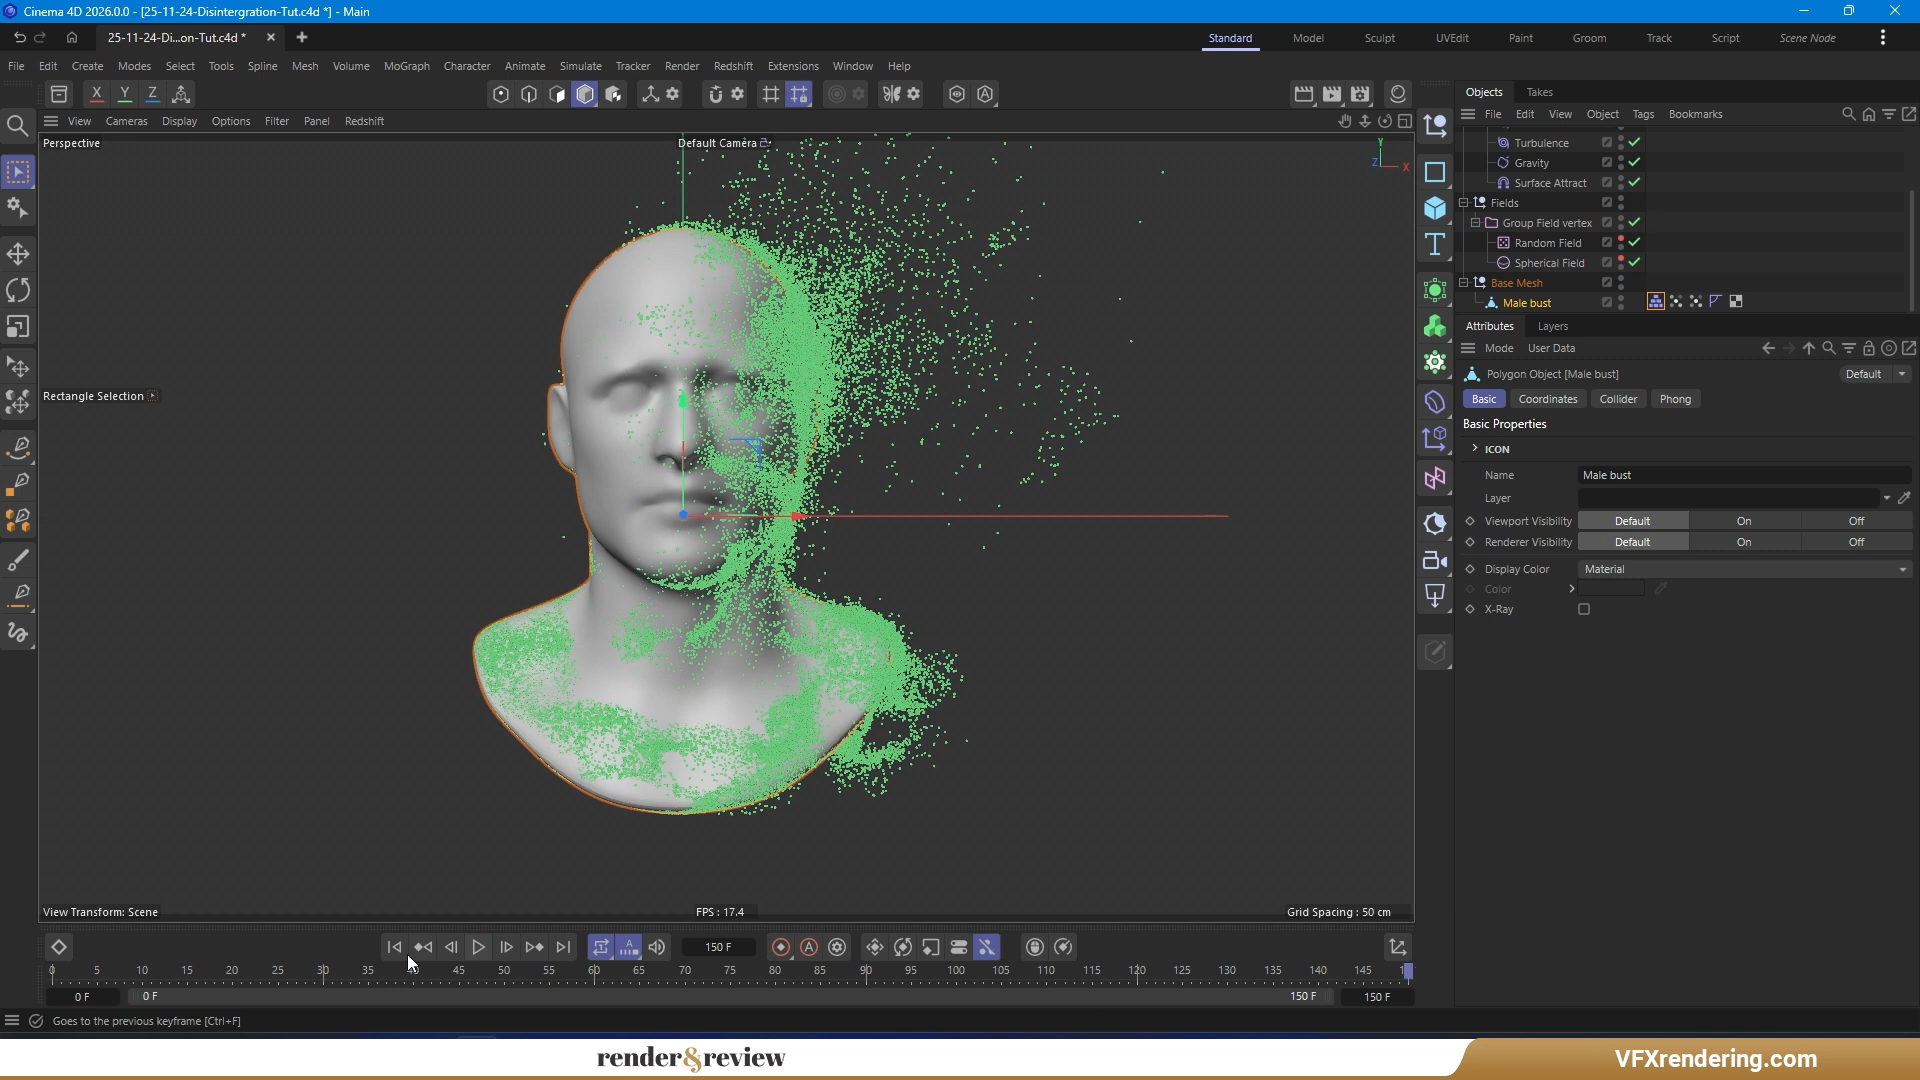 Cinema 4D 2026.0.0 - [25-11-24-Disintergration-Tut.c4d *] - Main
25-11-24-Di...on-Tut.c4d *
Standard Model Sculpt UVEdit Paint Groom Track Script Scene Node
File Edit Create Modes Select Tools Spline Mesh Volume MoGraph Character Animate Simulate Tracker Render Redshift Extensions Window Help
X Y Z
Objects Takes
File Edit View Object Tags Bookmarks
View Cameras Display Options Filter Panel Redshift
Perspective
Default Camera
Y
Z X
Turbulence
Gravity
Surface Attract
Fields
Group Field vertex
Random Field
Spherical Field
Base Mesh
Male bust
Attributes Layers
Mode User Data
Polygon Object [Male bust]
Default
Basic Coordinates Collider Phong
Basic Properties
ICON
Name Male bust
Layer
Viewport Visibility Default On Off
Renderer Visibility Default On Off
Display Color Material
Color
X-Ray
Rectangle Selection
View Transform: Scene
FPS : 17.4
Grid Spacing : 50 cm
150 F
0 5 10 15 20 25 30 35 40 45 50 55 60 65 70 75 80 85 90 95 100 105 110 115 120 125 130 135 140 145
0 F 0 F 150 F 150 F
Goes to the previous keyframe [Ctrl+F]
render&review
VFXrendering.com